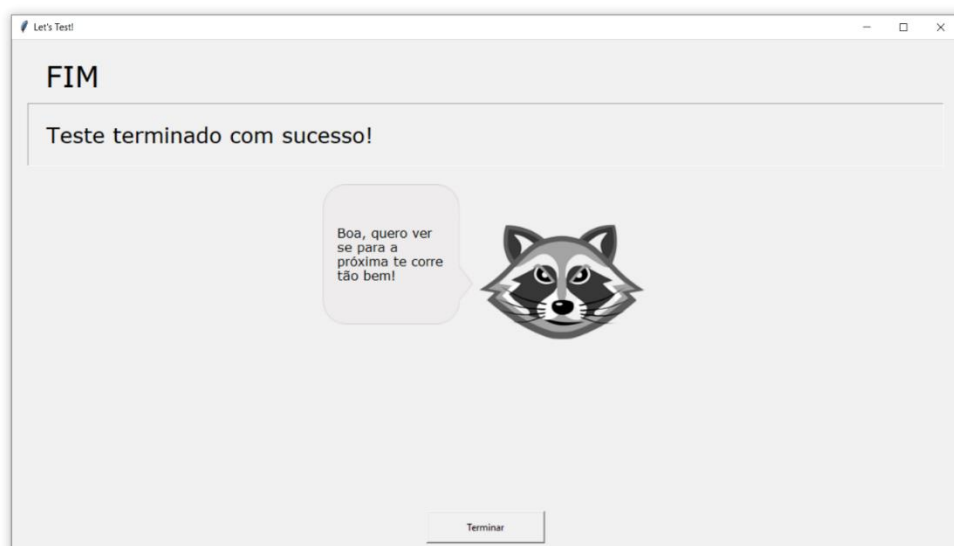 Let's Test!
FIM
Teste terminado com sucesso!
Boa, quero ver
se para a
próxima te corre
tão bem!
Terminar